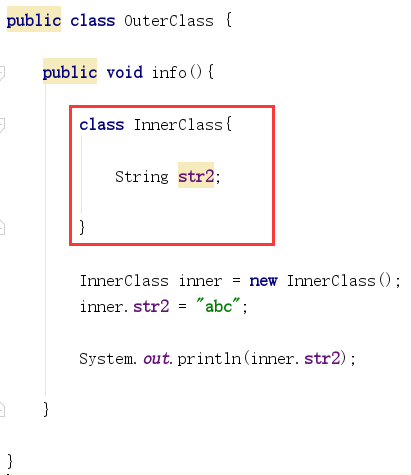 public class OuterClass {
public void info(){
class InnerClass{
String str2;
}
InnerClass inner = new InnerClass();
inner.str2 = "abc";
System.out.println(inner.str2);
}
}